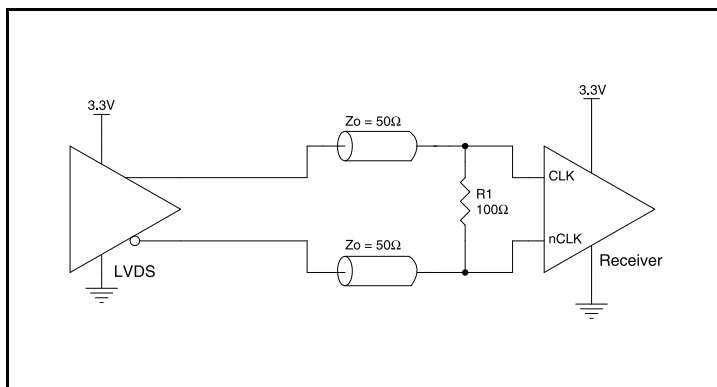 3.3V
3.3V
Zo = 50Ω
CLK
R1
100Ω
nCLK
Zo = 50Ω
LVDS
Receiver